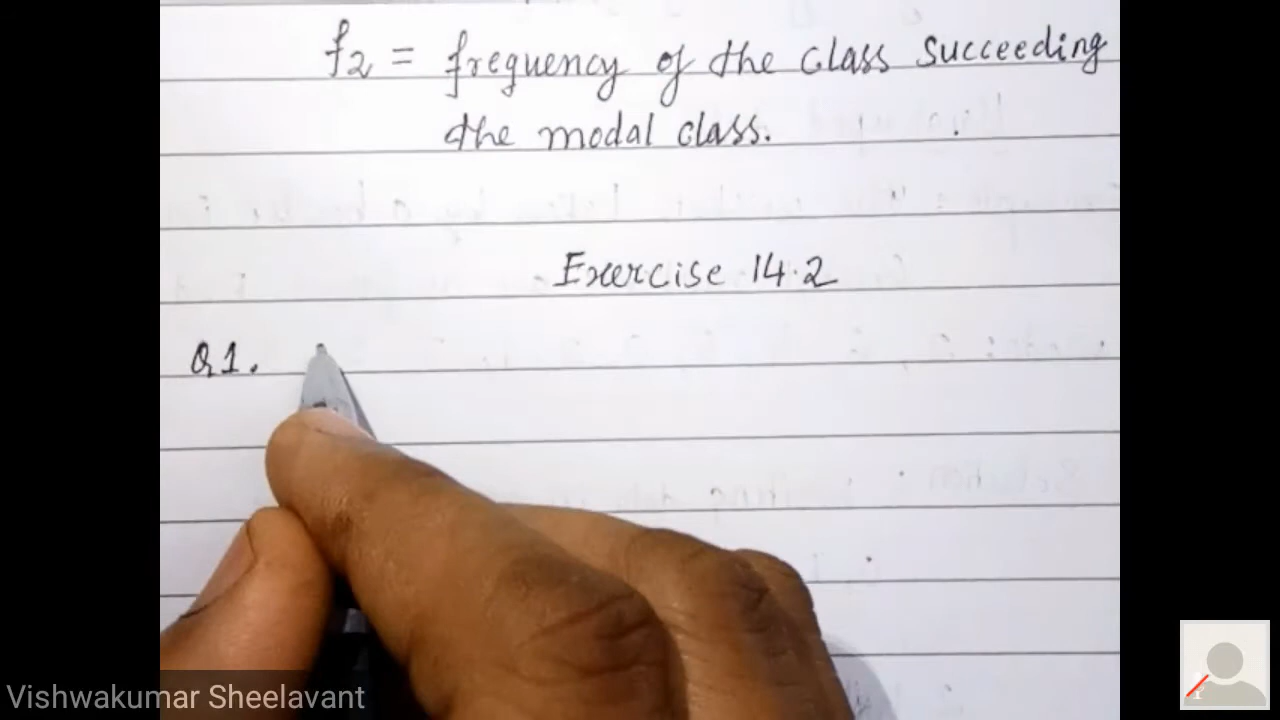 f2 = frequency of the class succeeding
the modal class.
Exercise 14.2
Q1.
Vishwakumar Sheelavant